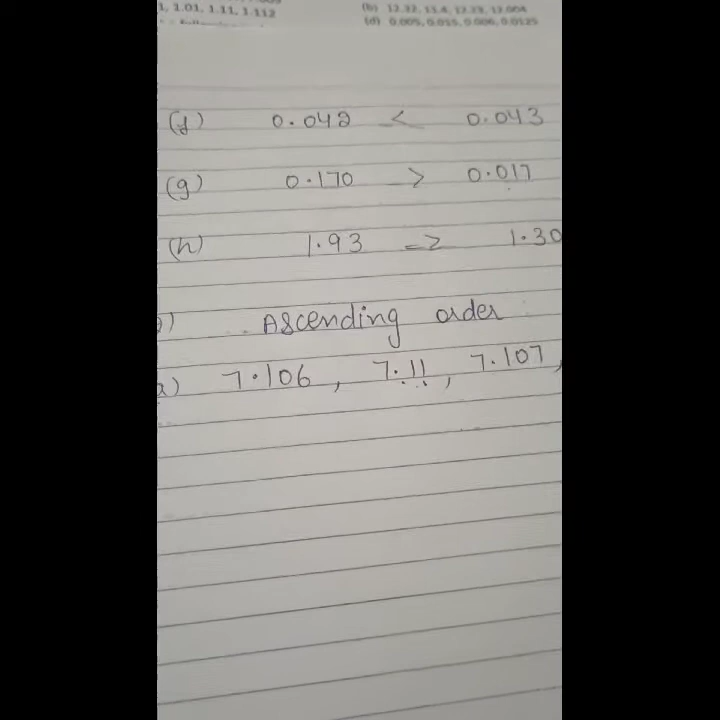 1, 1.01, 1.11, 1.112
(b) 12.32, 13.4, 12.23, 12.004
(d) 0.005, 0.055, 0.006, 0.0125
(f) 0.042 < 0.043
(g) 0.170 > 0.017
(h) 1.93 => 1.30
) Ascending order
a) 7.106, 7.11, 7.107,